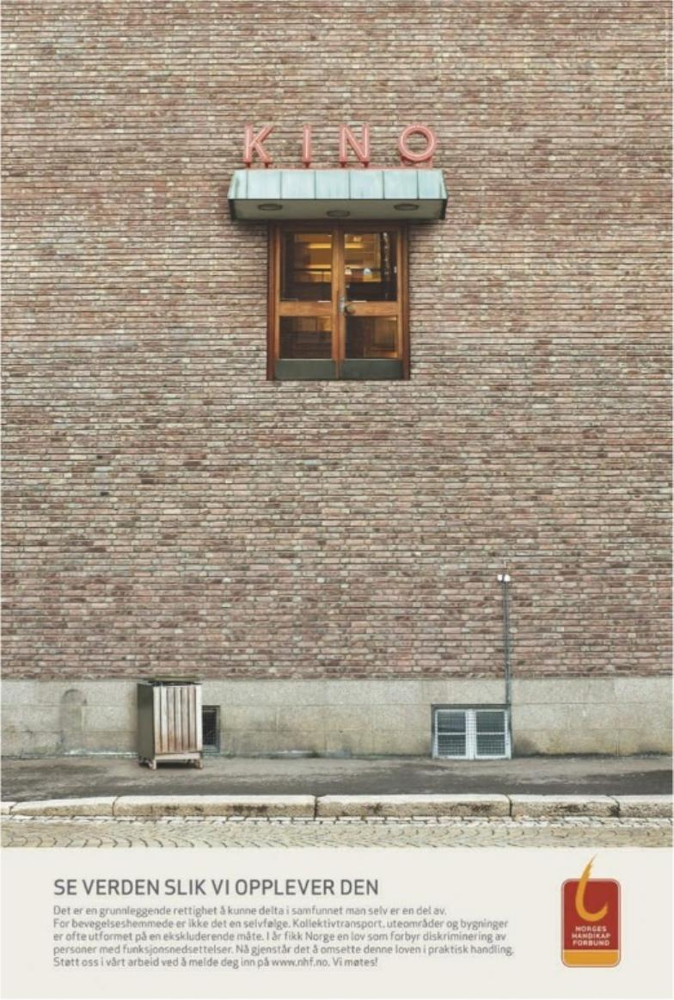 KINO
SE VERDEN SLIK VI OPPLEVER DEN
Det er en grunnleggende rettighet å kunne delta i samfunnet man selv er en del av.
For bevegelseshemmede er ikke det en selvfølge. Kollektivtransport, uteområder og bygninger
er ofte utformet på en ekskluderende måte. I år fikk Norge en lov som forbyr diskriminering av
personer med funksjonsnedsettelser. Nå gjenstår det å omsette denne loven i praktisk handling.
Støtt oss i vårt arbeid ved å melde deg inn på www.nhf.no. Vi møtes!
NORGES
HANDIKAP
FORBUND